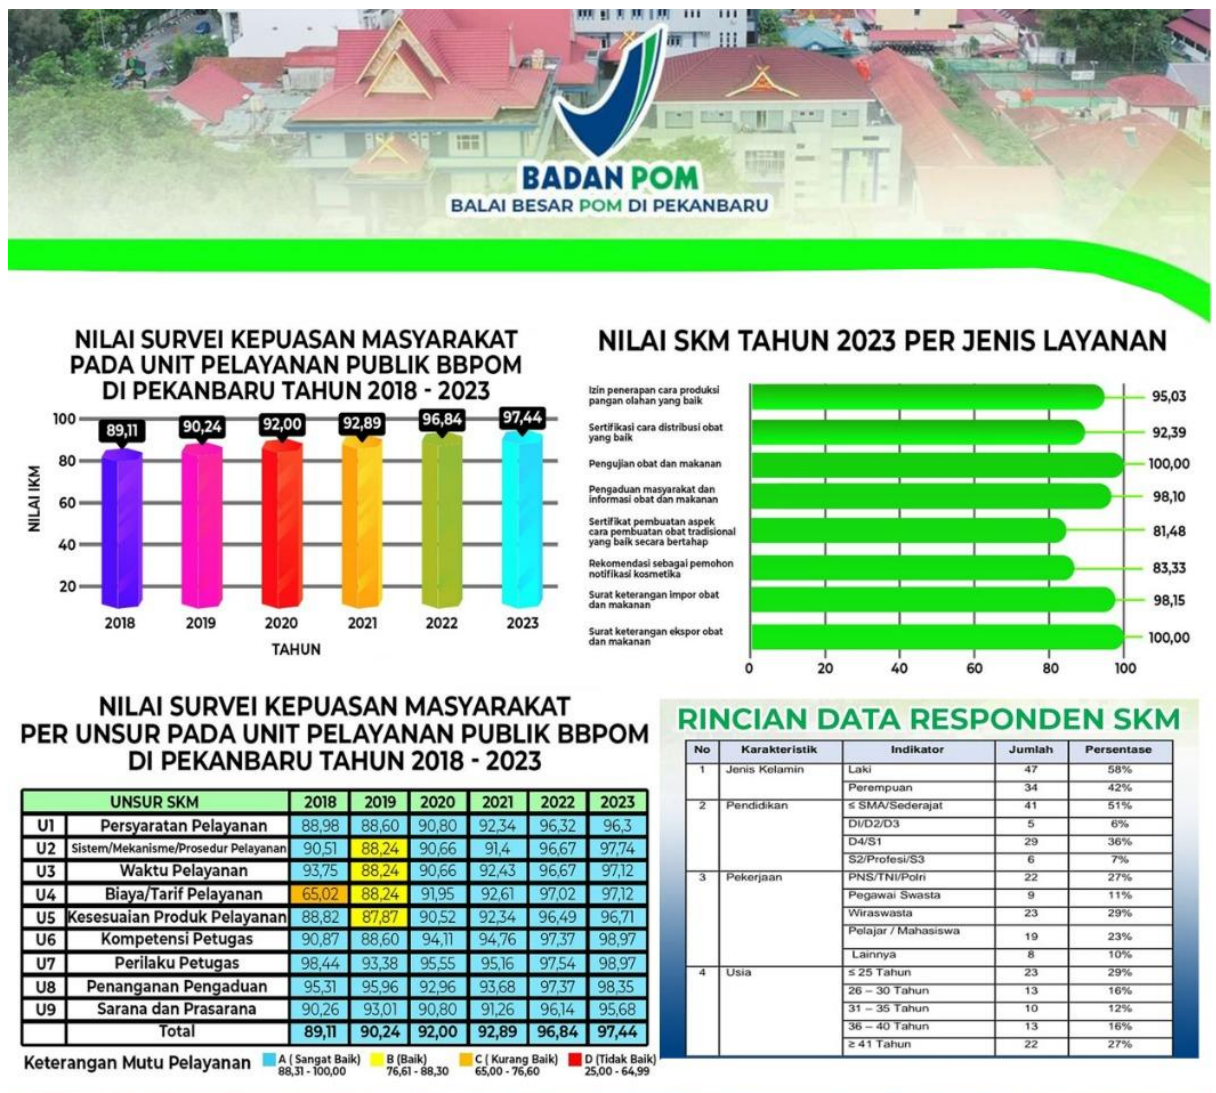 BADAN POM
BALAI BESAR POM DI PEKANBARU
NILAI SURVEI KEPUASAN MASYARAKAT
PADA UNIT PELAYANAN PUBLIK BBPOM
DI PEKANBARU TAHUN 2018 - 2023
NILAI IKM
100
80
60
40
20
89,11
90,24
92,00
92,89
96,84
97,44
2018 2019 2020 2021 2022 2023
TAHUN
NILAI SKM TAHUN 2023 PER JENIS LAYANAN
Izin penerapan cara produksi
pangan olahan yang baik
95,03
Sertifikasi cara distribusi obat
yang baik
92,39
Pengujian obat dan makanan
100,00
Pengaduan masyarakat dan
informasi obat dan makanan
98,10
Sertifikat pembuatan aspek
cara pembuatan obat tradisional
yang baik secara bertahap
81,48
Rekomendasi sebagai pemohon
notifikasi kosmetika
83,33
Surat keterangan impor obat
dan makanan
98,15
Surat keterangan ekspor obat
dan makanan
100,00
0 20 40 60 80 100
NILAI SURVEI KEPUASAN MASYARAKAT
PER UNSUR PADA UNIT PELAYANAN PUBLIK BBPOM
DI PEKANBARU TAHUN 2018 - 2023
UNSUR SKM 2018 2019 2020 2021 2022 2023
U1 Persyaratan Pelayanan 88,98 88,60 90,80 92,34 96,32 96,3
U2 Sistem/Mekanisme/Prosedur Pelayanan 90,51 88,24 90,66 91,4 96,67 97,74
U3 Waktu Pelayanan 93,75 88,24 90,66 92,43 96,67 97,12
U4 Biaya/Tarif Pelayanan 65,02 88,24 91,95 92,61 97,02 97,12
U5 Kesesuaian Produk Pelayanan 88,82 87,87 90,52 92,34 96,49 96,71
U6 Kompetensi Petugas 90,87 88,60 94,11 94,76 97,37 98,97
U7 Perilaku Petugas 98,44 93,38 95,55 95,16 97,54 98,97
U8 Penanganan Pengaduan 95,31 95,96 92,96 93,68 97,37 98,35
U9 Sarana dan Prasarana 90,26 93,01 90,80 91,26 96,14 95,68
Total 89,11 90,24 92,00 92,89 96,84 97,44
Keterangan Mutu Pelayanan
A ( Sangat Baik)
88,31 - 100,00
B (Baik)
76,61 - 88,30
C ( Kurang Baik)
65,00 - 76,60
D (Tidak Baik)
25,00 - 64,99
RINCIAN DATA RESPONDEN SKM
No Karakteristik Indikator Jumlah Persentase
1 Jenis Kelamin Laki 47 58%
Perempuan 34 42%
2 Pendidikan ≤ SMA/Sederajat 41 51%
DI/D2/D3 5 6%
D4/S1 29 36%
S2/Profesi/S3 6 7%
3 Pekerjaan PNS/TNI/Polri 22 27%
Pegawai Swasta 9 11%
Wiraswasta 23 29%
Pelajar / Mahasiswa 19 23%
Lainnya 8 10%
4 Usia ≤ 25 Tahun 23 29%
26 – 30 Tahun 13 16%
31 – 35 Tahun 10 12%
36 – 40 Tahun 13 16%
≥ 41 Tahun 22 27%